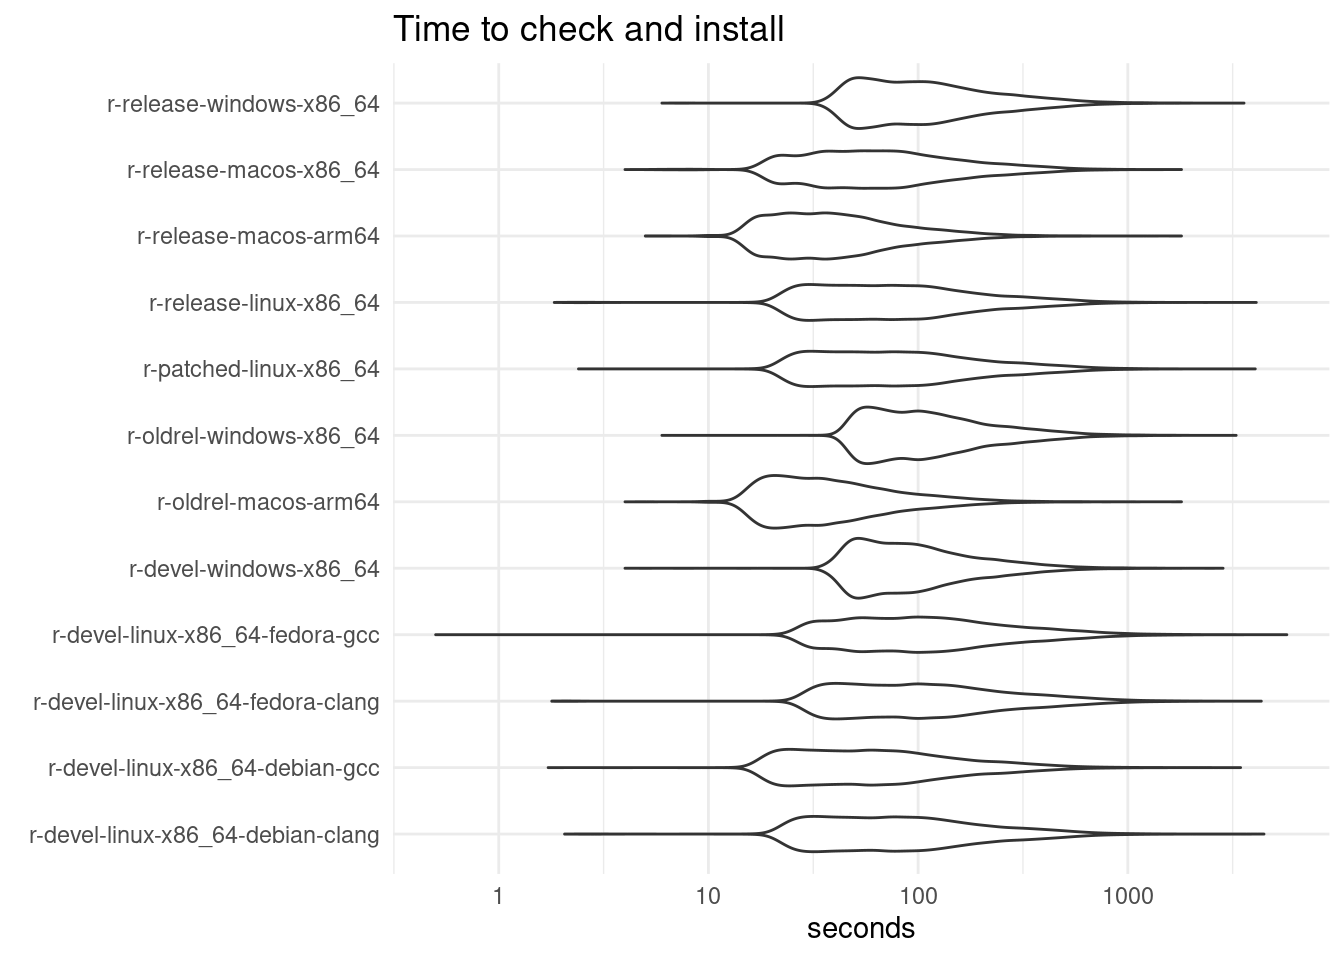 Time to check and install
r-release-windows-x86_64
r-release-macos-x86_64
r-release-macos-arm64
r-release-linux-x86_64
r-patched-linux-x86_64
r-oldrel-windows-x86_64
r-oldrel-macos-arm64
r-devel-windows-x86_64
r-devel-linux-x86_64-fedora-gcc
r-devel-linux-x86_64-fedora-clang
r-devel-linux-x86_64-debian-gcc
r-devel-linux-x86_64-debian-clang
1 10 100 1000
seconds